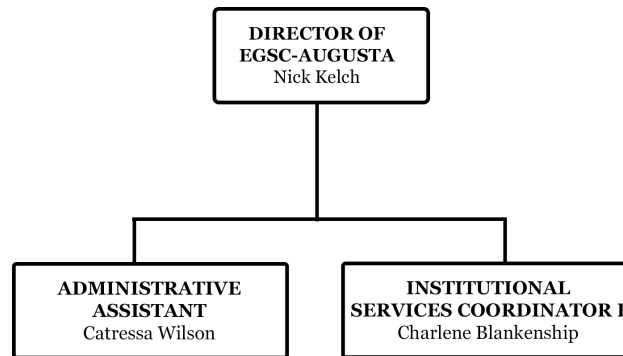 DIRECTOR OF
EGSC-AUGUSTA
Nick Kelch
ADMINISTRATIVE
ASSISTANT
Catressa Wilson
INSTITUTIONAL
SERVICES COORDINATOR I
Charlene Blankenship